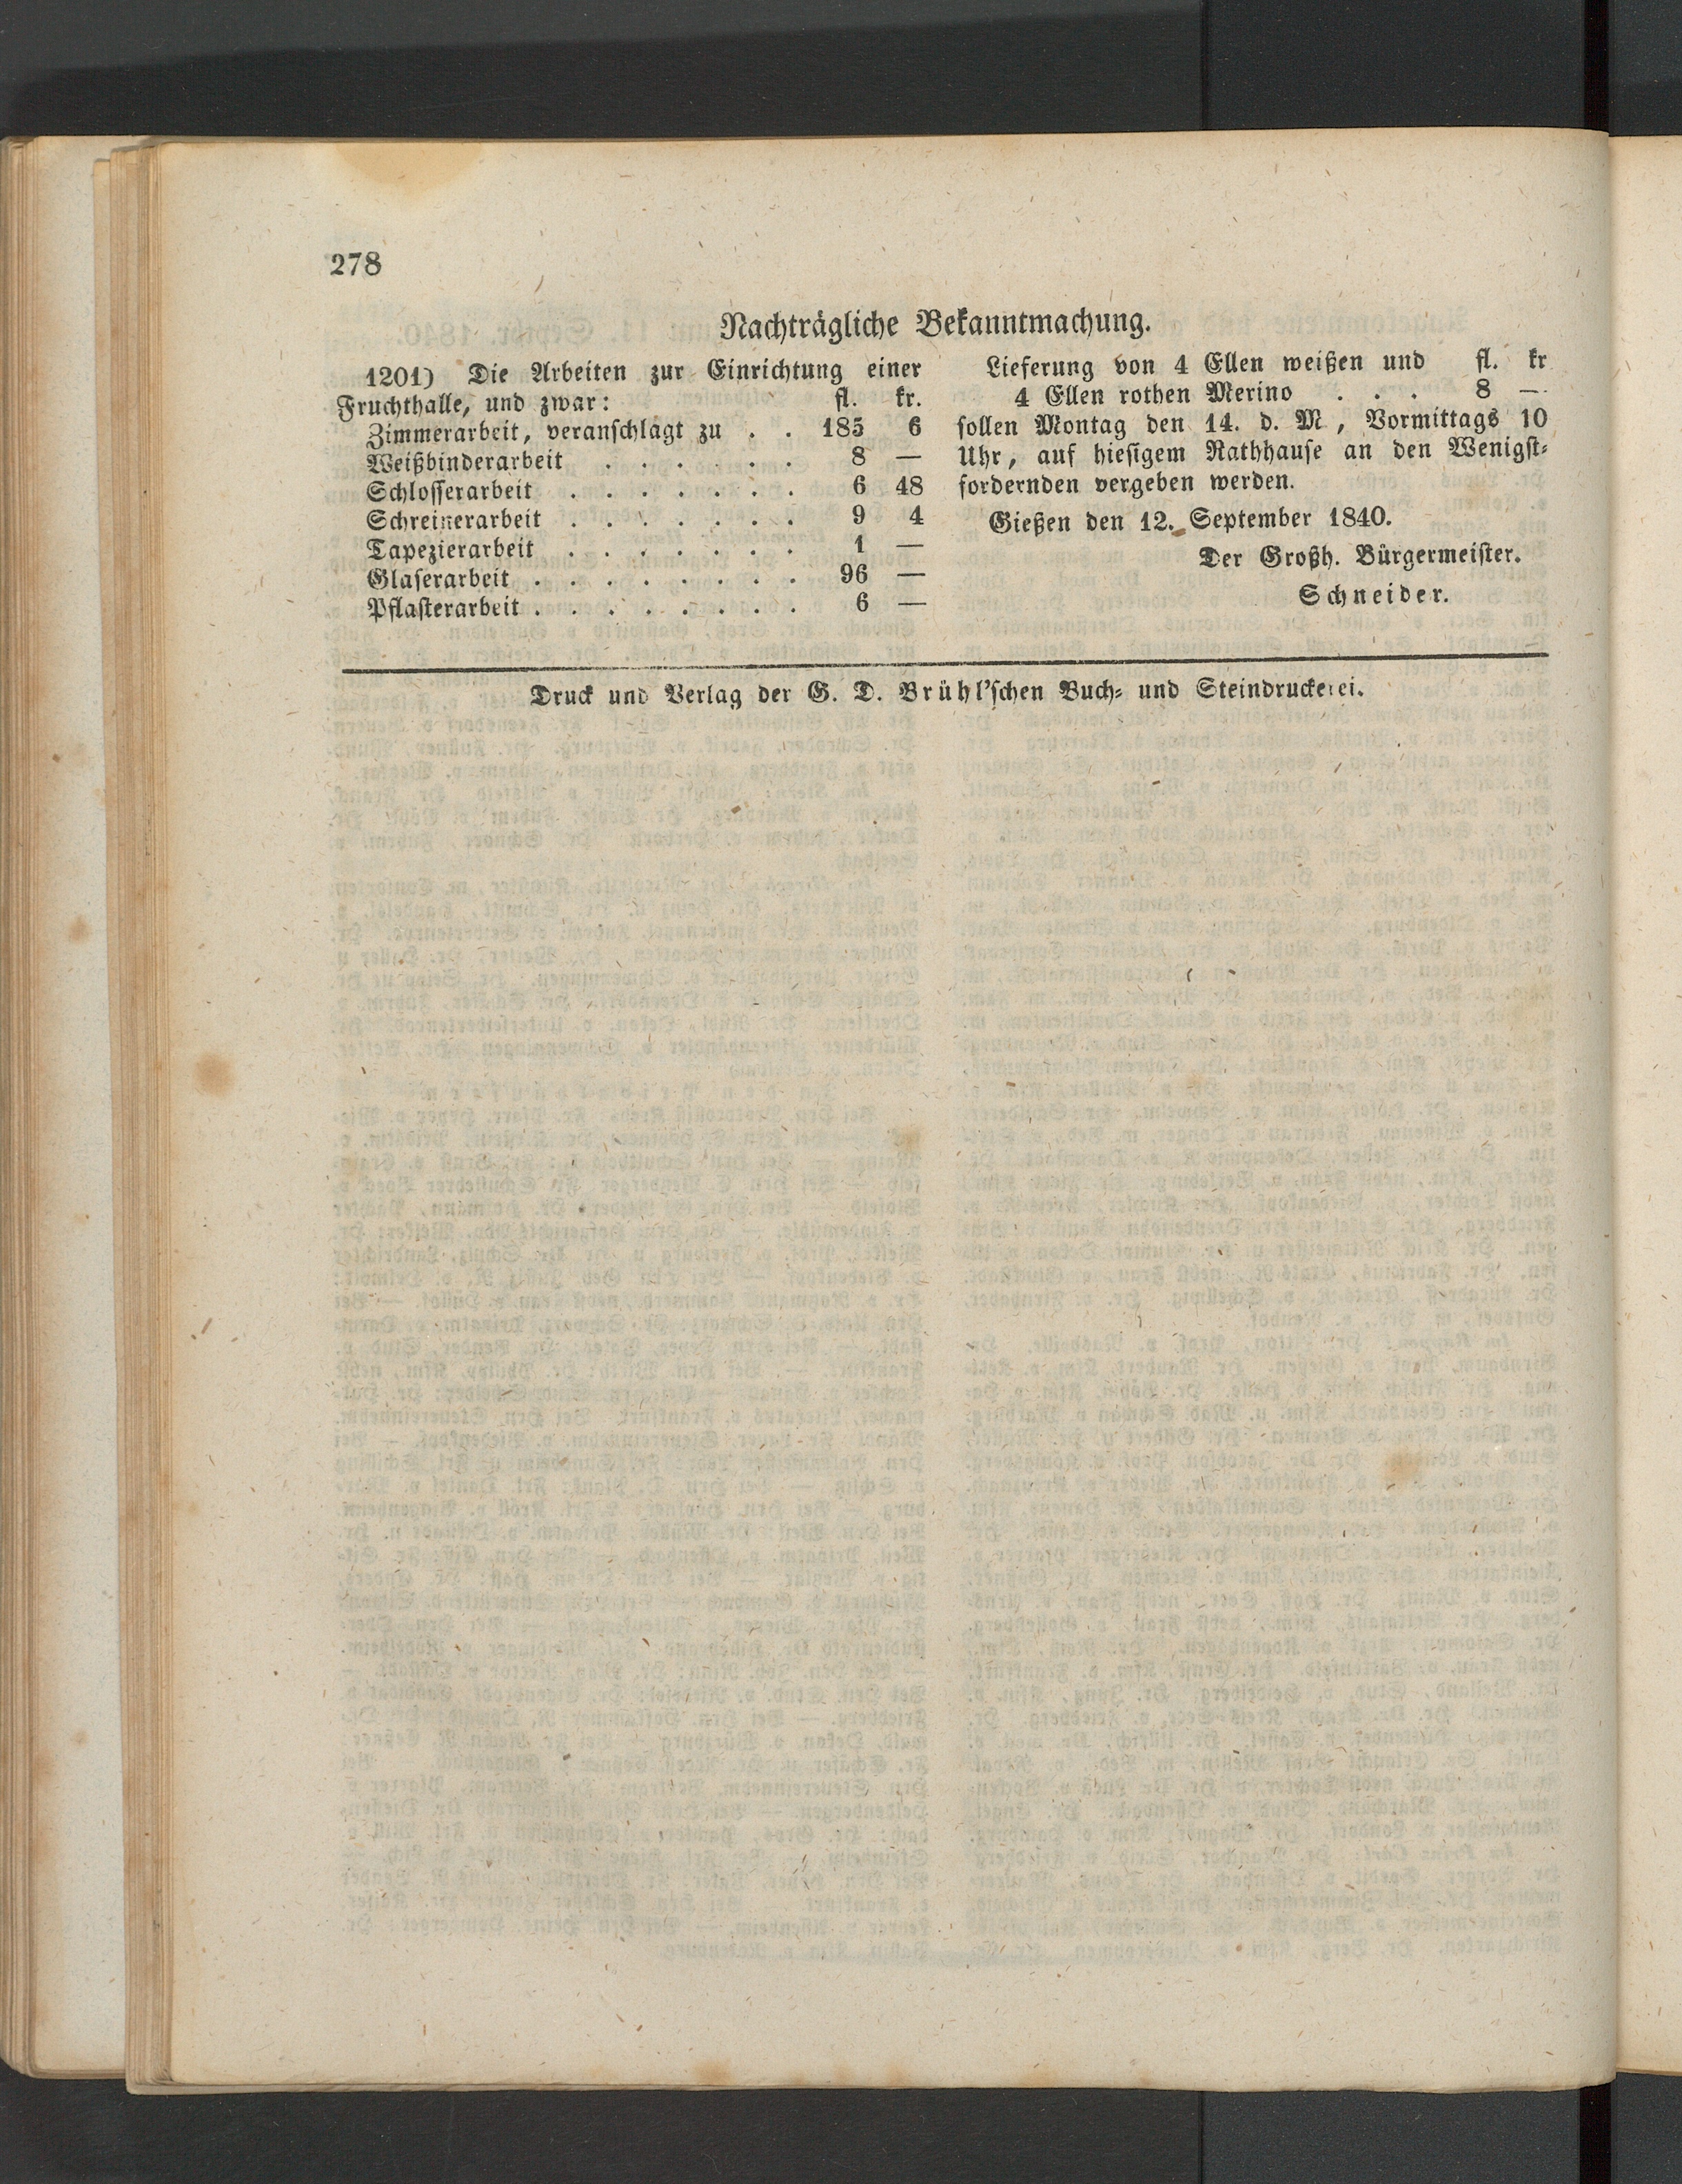 278
Nachträgliche Bekanntmachung.
1201) Die Arbeiten zur Einrichtung einer
Fruchthalle, und zwar: fl. kr.
Zimmerarbeit, veranschlagt zu . . 185 6
Weißbinderarbeit . . . . . . 8 —
Schlosserarbeit . . . . . . . 6 48
Schreinerarbeit . . . . . . . 9 4
Tapezierarbeit . . . . . . . 1 —
Glaserarbeit . . . . . . . . 96 —
Pflasterarbeit . . . . . . . . 6 —
Lieferung von 4 Ellen weißen und fl. kr
4 Ellen rothen Merino . . . 8 —
sollen Montag den 14. d. M , Vormittags 10
Uhr, auf hiesigem Rathhause an den Wenigst-
fordernden vergeben werden.
Gießen den 12. September 1840.
Der Großh. Bürgermeister.
Schneider.
Druck und Verlag der G. D. Brühl'schen Buch- und Steindruckerei.